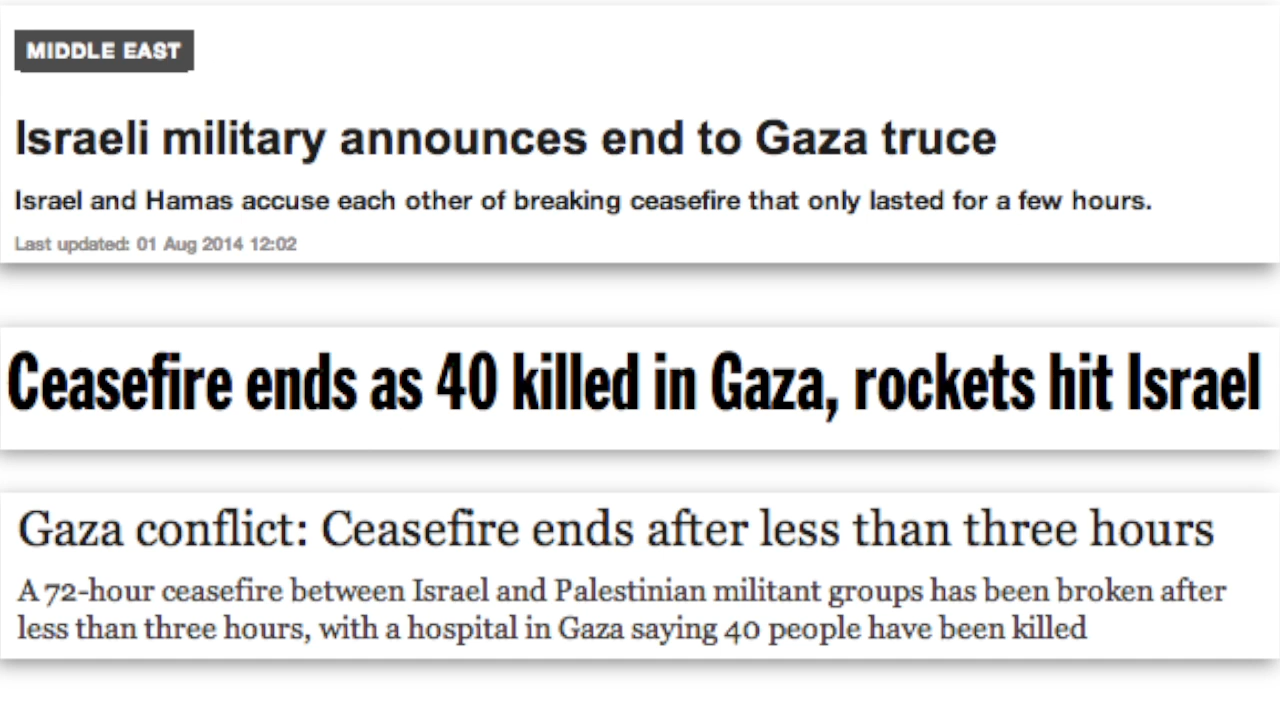 MIDDLE EAST
Israeli military announces end to Gaza truce
Israel and Hamas accuse each other of breaking ceasefire that only lasted for a few hours.
Last updated: 01 Aug 2014 12:02
Ceasefire ends as 40 killed in Gaza, rockets hit Israel
Gaza conflict: Ceasefire ends after less than three hours
A 72-hour ceasefire between Israel and Palestinian militant groups has been broken after
less than three hours, with a hospital in Gaza saying 40 people have been killed